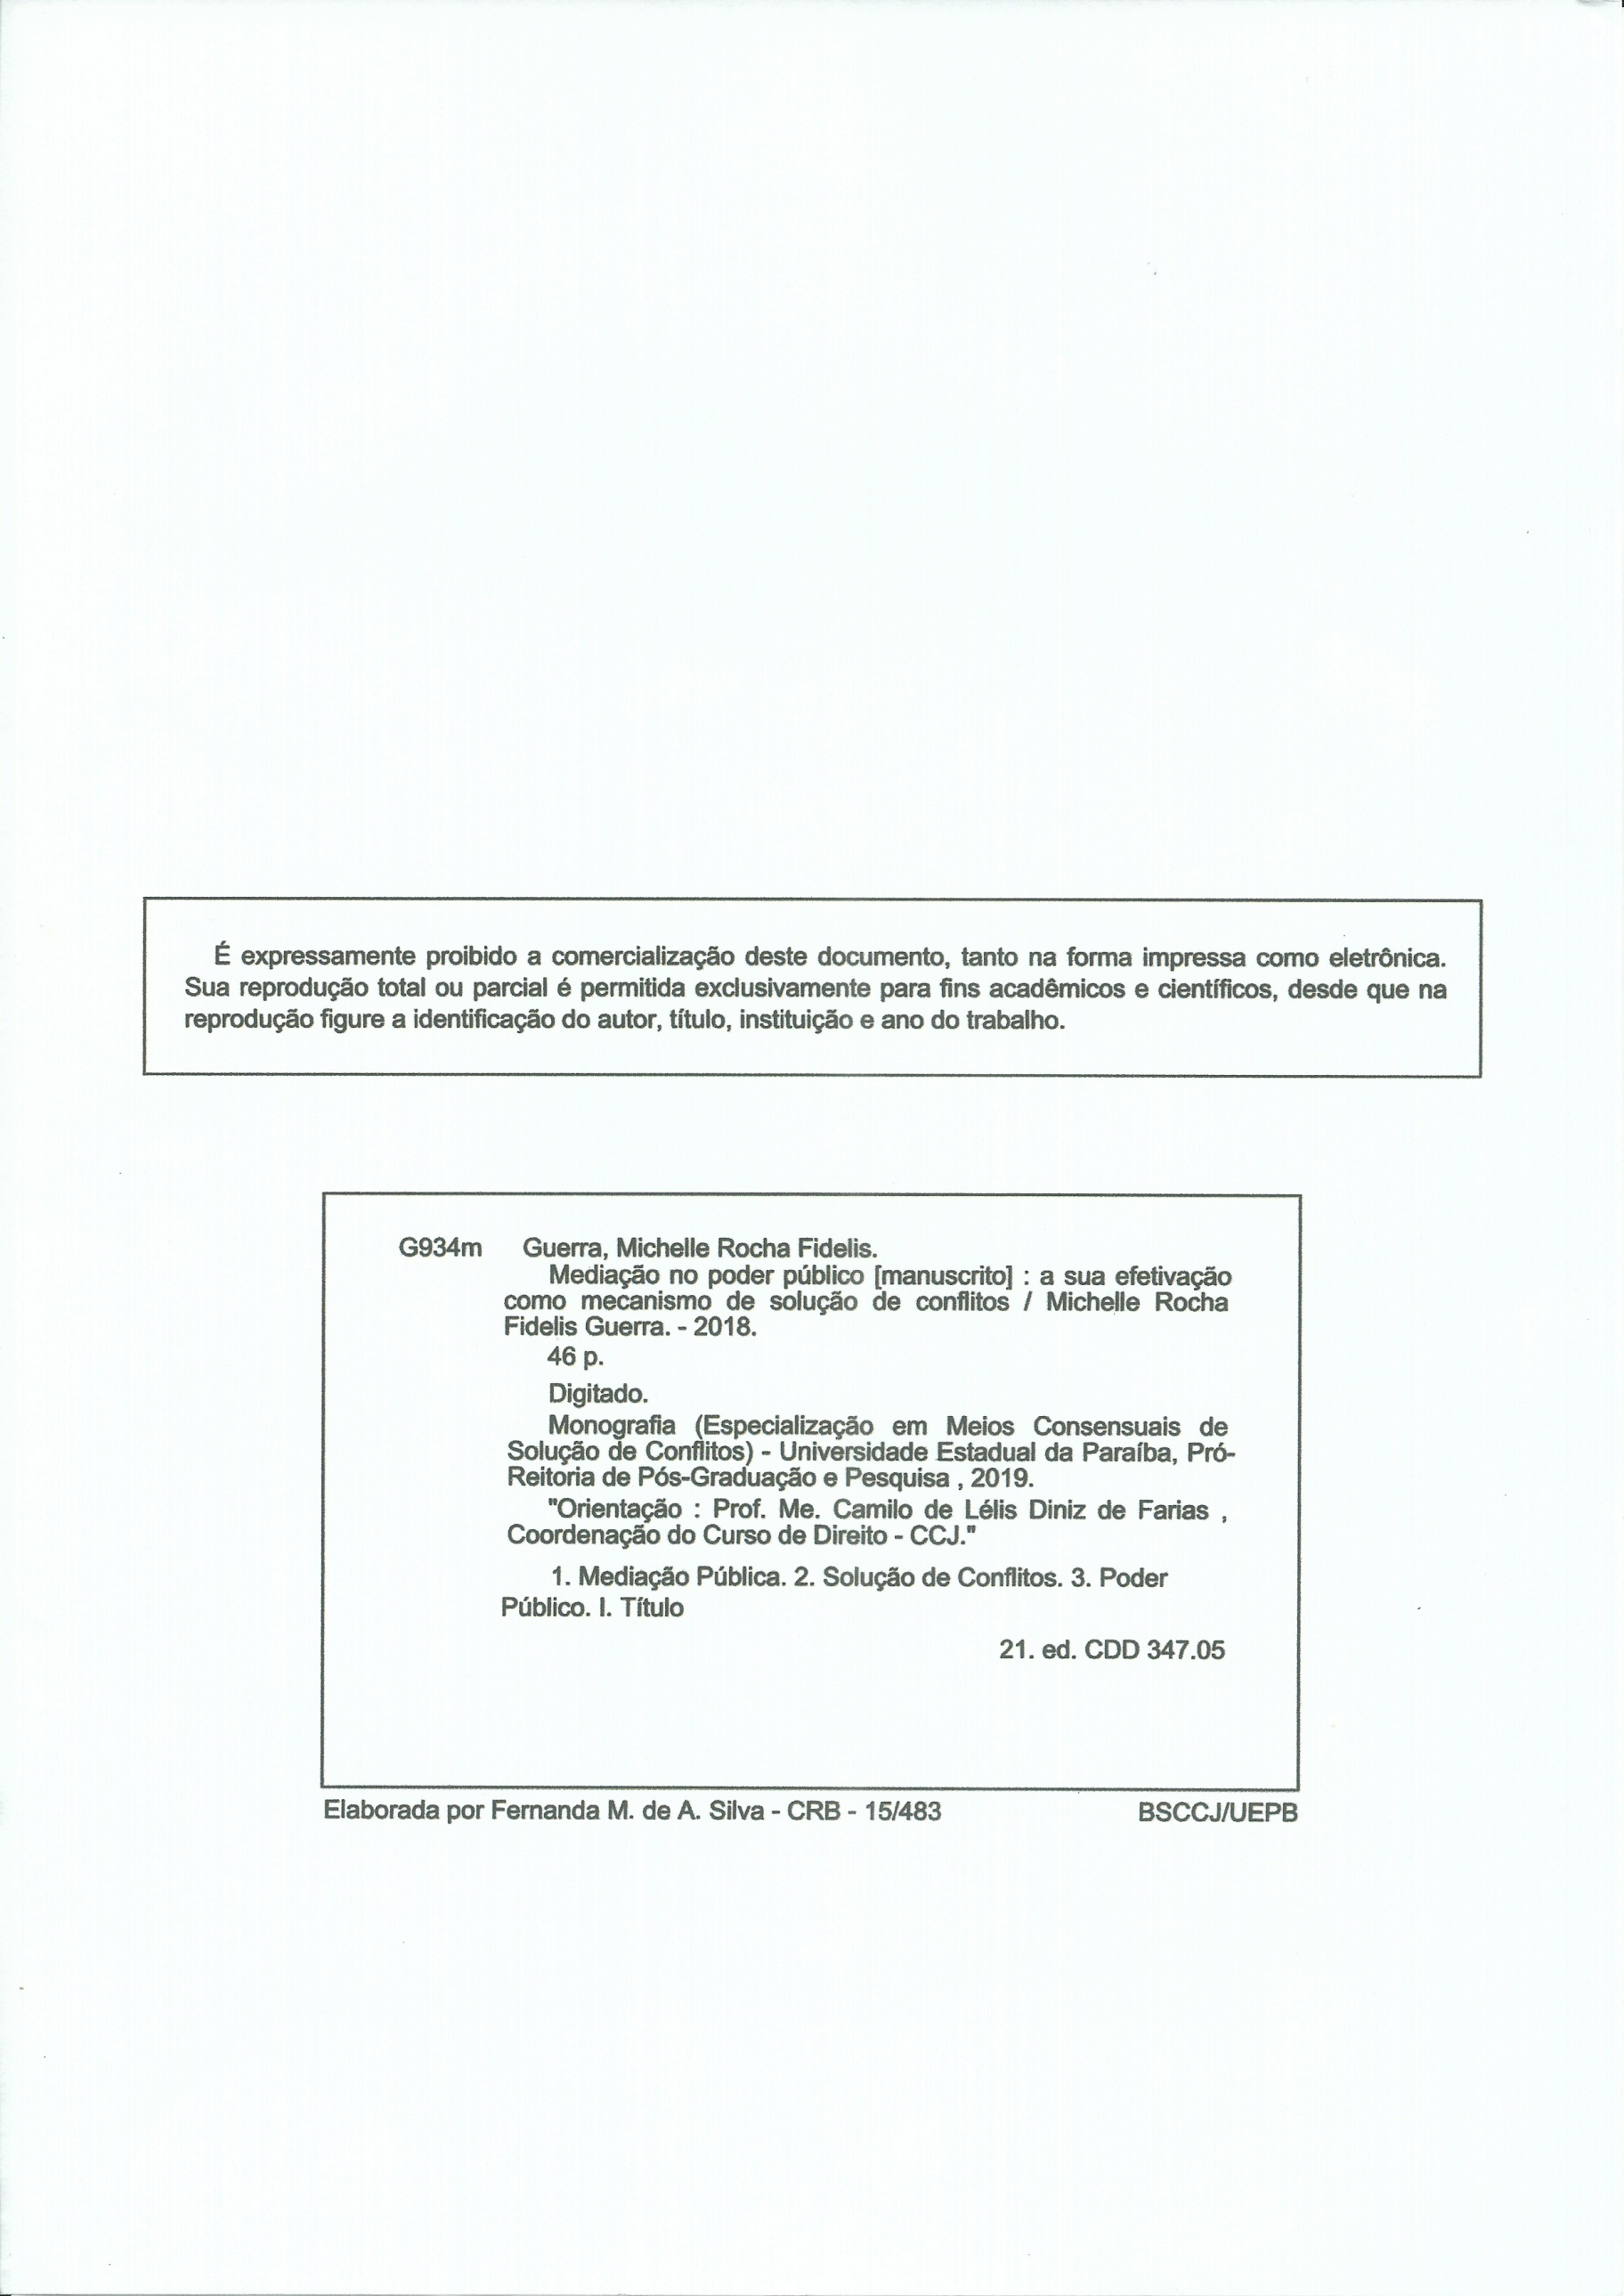 É expressamente proibido a comercialização deste documento, tanto na forma impressa como eletrônica.
Sua reprodução total ou parcial é permitida exclusivamente para fins acadêmicos e científicos, desde que na
reprodução figure a identificação do autor, título, instituição e ano do trabalho.
G934m Guerra, Michelle Rocha Fidelis.
Mediação no poder público [manuscrito] : a sua efetivação
como mecanismo de solução de conflitos / Michelle Rocha
Fidelis Guerra. - 2018.
46 p.
Digitado.
Monografia (Especialização em Meios Consensuais de
Solução de Conflitos) - Universidade Estadual da Paraíba, Pró-
Reitoria de Pós-Graduação e Pesquisa , 2019.
"Orientação : Prof. Me. Camilo de Lélis Diniz de Farias ,
Coordenação do Curso de Direito - CCJ."
1. Mediação Pública. 2. Solução de Conflitos. 3. Poder
Público. I. Título
21. ed. CDD 347.05
Elaborada por Fernanda M. de A. Silva - CRB - 15/483 BSCCJ/UEPB